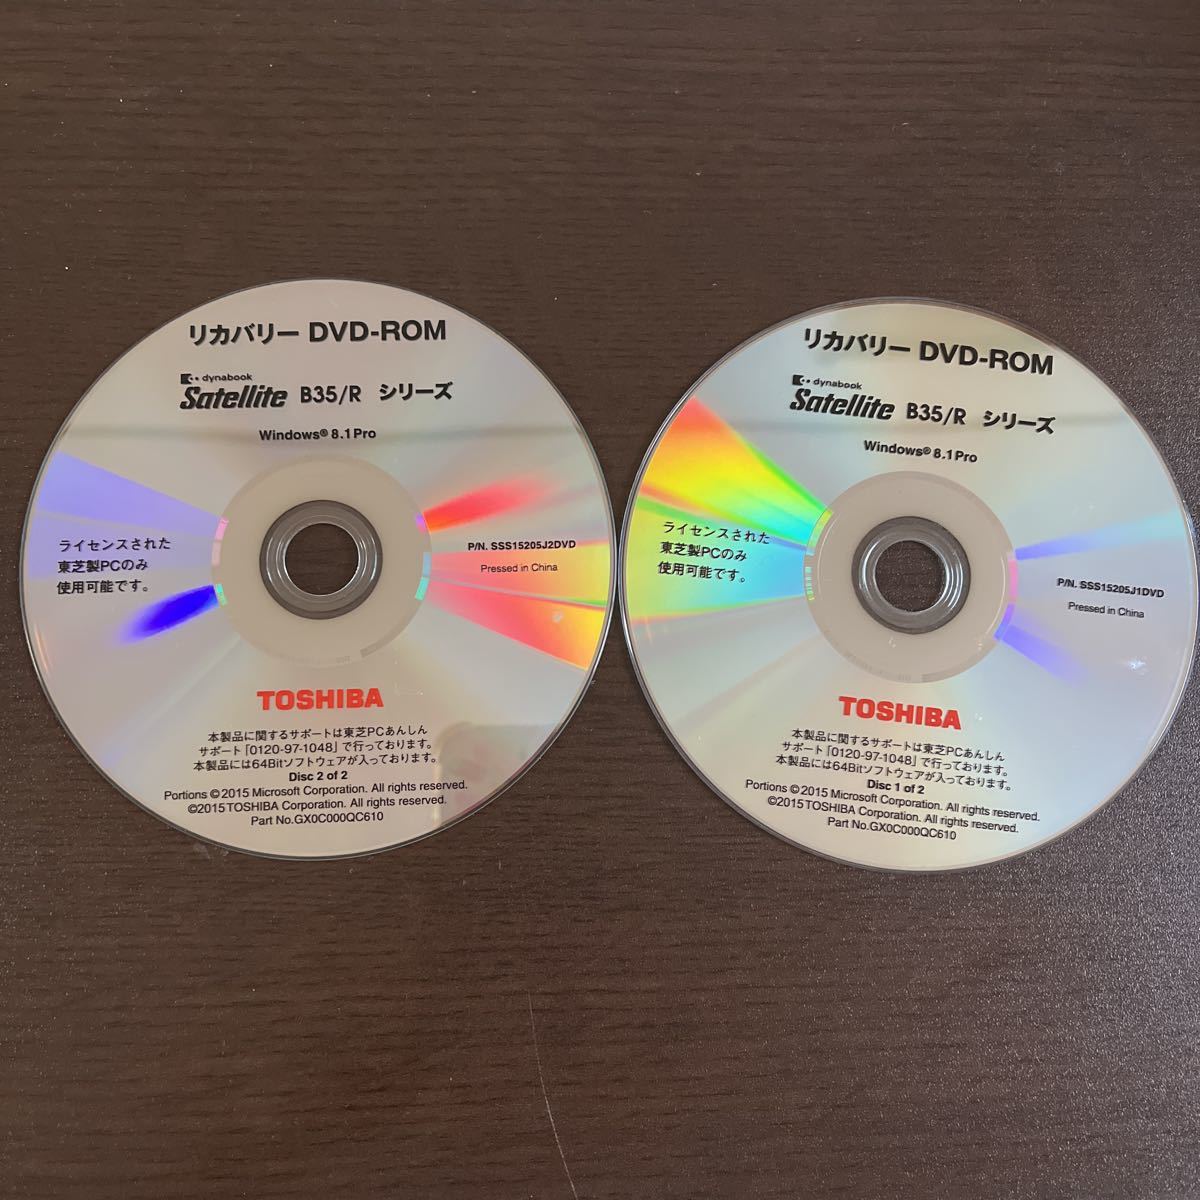 リカバリー DVD-ROM
dynabook
Satellite B35/R シリーズ
Windows® 8.1 Pro
ライセンスされた
東芝製PCのみ
使用可能です。
P/N. SSS15205J2DVD
Pressed in China
TOSHIBA
本製品に関するサポートは東芝PCあんしん
サポート「0120-97-1048」で行っております。
本製品には64Bitソフトウェアが入っております。
Disc 2 of 2
Portions ©2015 Microsoft Corporation. All rights reserved.
©2015 TOSHIBA Corporation. All rights reserved.
Part No.GX0C000QC610
リカバリー DVD-ROM
dynabook
Satellite B35/R シリーズ
Windows® 8.1 Pro
ライセンスされた
東芝製PCのみ
使用可能です。
P/N. SSS15205J1DVD
Pressed in China
TOSHIBA
本製品に関するサポートは東芝PCあんしん
サポート「0120-97-1048」で行っております。
本製品には64Bitソフトウェアが入っております。
Disc 1 of 2
Portions ©2015 Microsoft Corporation. All rights reserved.
©2015 TOSHIBA Corporation. All rights reserved.
Part No.GX0C000QC610